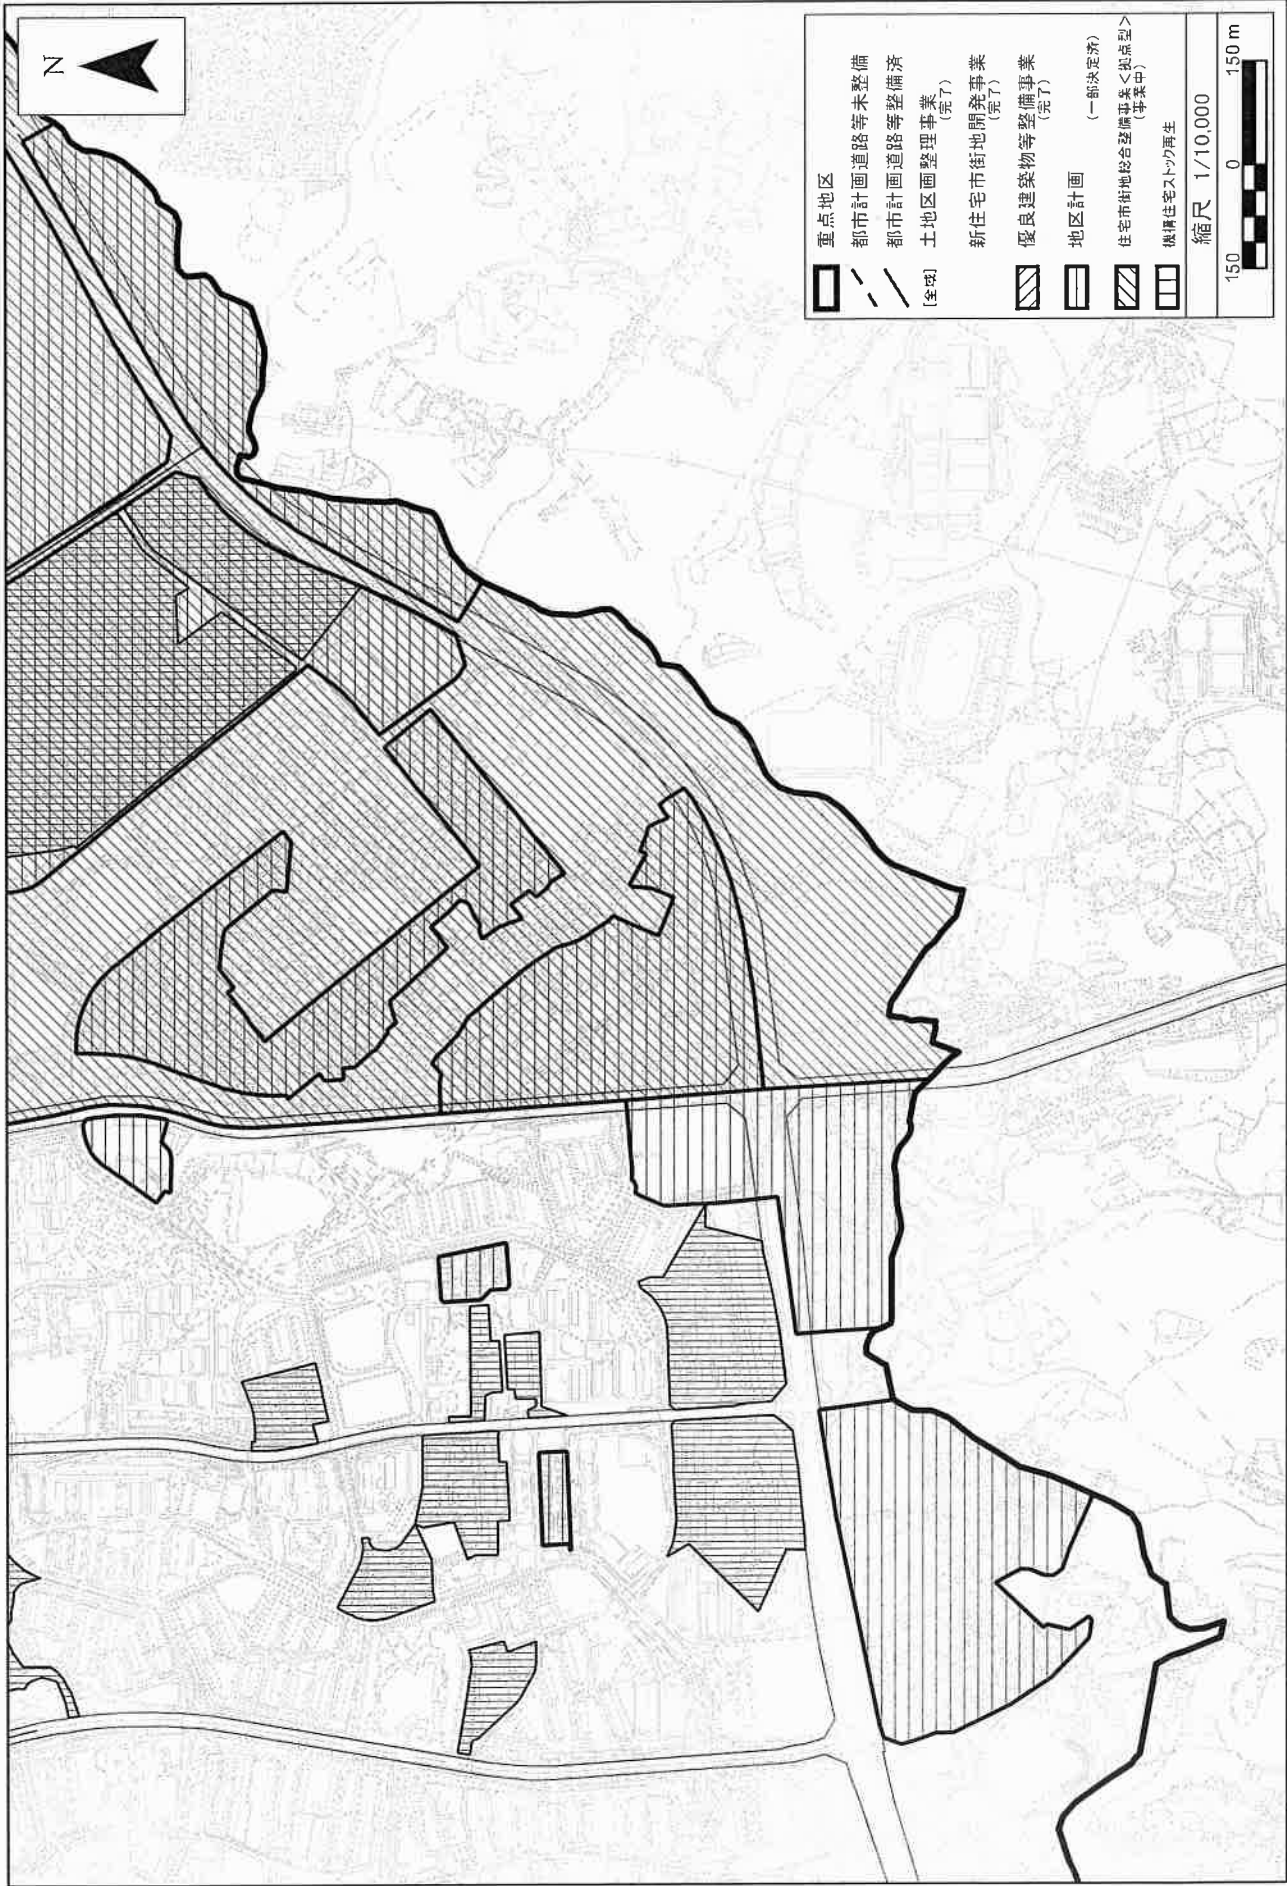 N
重点地区
都市計画道路等未整備
都市計画道路等整備済
[全域] 土地区画整理事業
(完了)
新住宅市街地開発事業
(完了)
優良建築物等整備事業
(完了)
地区計画
(一部決定済)
住宅市街地総合整備事業<拠点型>
(事業中)
機構住宅ストック再生
縮尺 1/10,000
150 0 150 m